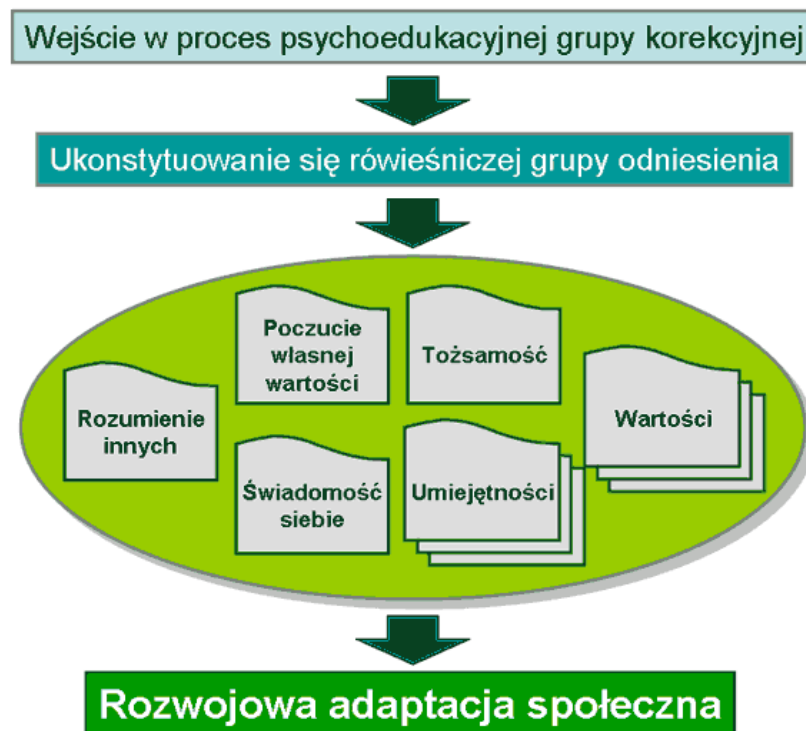 Wejście w proces psychoedukacyjnej grupy korekcyjnej
Ukonstytuowanie się rówieśniczej grupy odniesienia
Poczucie
własnej
wartości
Tożsamość
Rozumienie
innych
Wartości
Świadomość
siebie
Umiejętności
Rozwojowa adaptacja społeczna